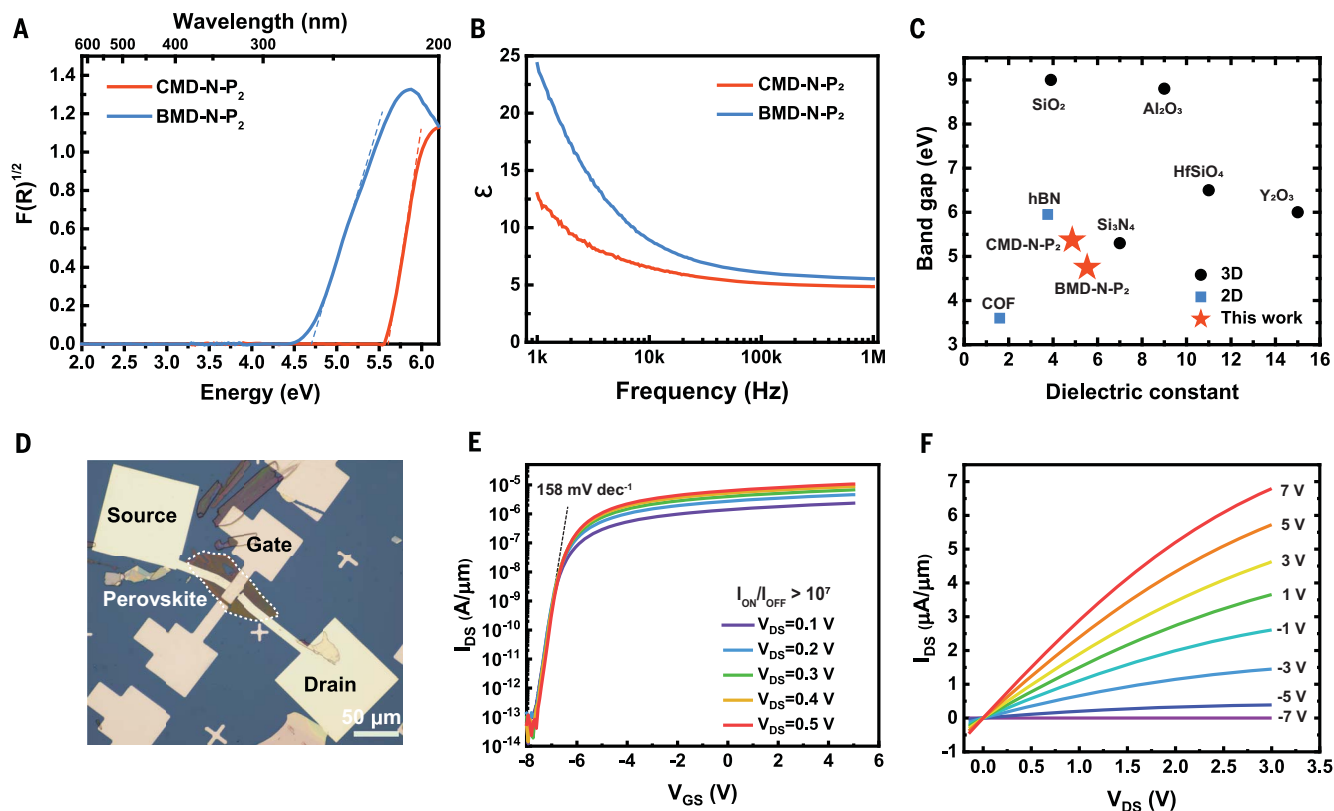 A
Wavelength (nm)
600 500 400 300 200
F(R)^1/2
1.4
1.2
1.0
0.8
0.6
0.4
0.2
0.0
CMD-N-P₂
BMD-N-P₂
2.0 2.5 3.0 3.5 4.0 4.5 5.0 5.5 6.0
Energy (eV)
B
ε
25
20
15
10
5
0
CMD-N-P₂
BMD-N-P₂
1k 10k 100k 1M
Frequency (Hz)
C
Band gap (eV)
9
8
7
6
5
4
3
SiO₂
Al₂O₃
HfSiO₄
hBN
Y₂O₃
Si₃N₄
CMD-N-P₂
BMD-N-P₂
COF
3D
2D
This work
0 2 4 6 8 10 12 14 16
Dielectric constant
D
Source
Gate
Perovskite
Drain
50 µm
E
I_DS (A/µm)
10⁻⁵
10⁻⁶
10⁻⁷
10⁻⁸
10⁻⁹
10⁻¹⁰
10⁻¹¹
10⁻¹²
10⁻¹³
10⁻¹⁴
158 mV dec⁻¹
I_ON/I_OFF > 10⁷
V_DS=0.1 V
V_DS=0.2 V
V_DS=0.3 V
V_DS=0.4 V
V_DS=0.5 V
-8 -6 -4 -2 0 2 4 6
V_GS (V)
F
I_DS (µA/µm)
7
6
5
4
3
2
1
0
-1
7 V
5 V
3 V
1 V
-1 V
-3 V
-5 V
-7 V
0.0 0.5 1.0 1.5 2.0 2.5 3.0 3.5
V_DS (V)